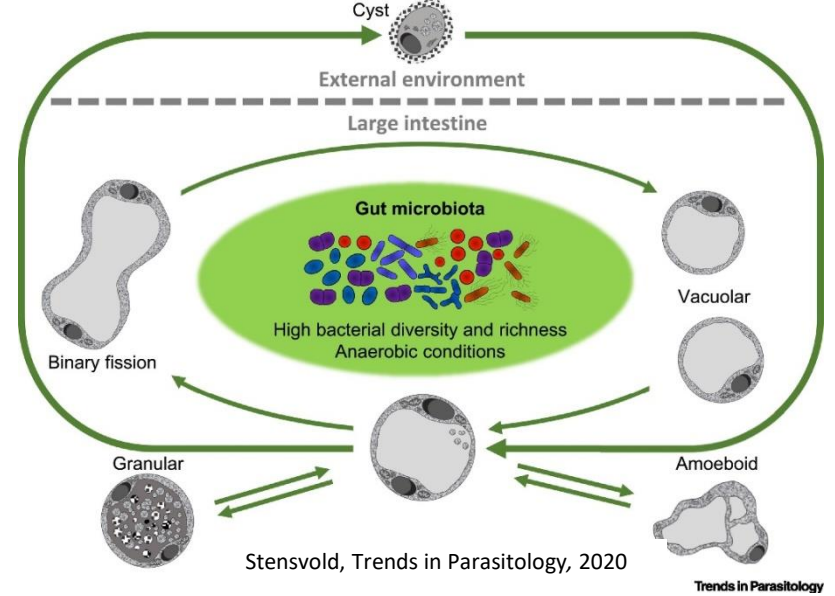 Cyst
External environment
Large intestine
Gut microbiota
High bacterial diversity and richness
Anaerobic conditions
Vacuolar
Binary fission
Granular
Amoeboid
Stensvold, Trends in Parasitology, 2020
Trends in Parasitology